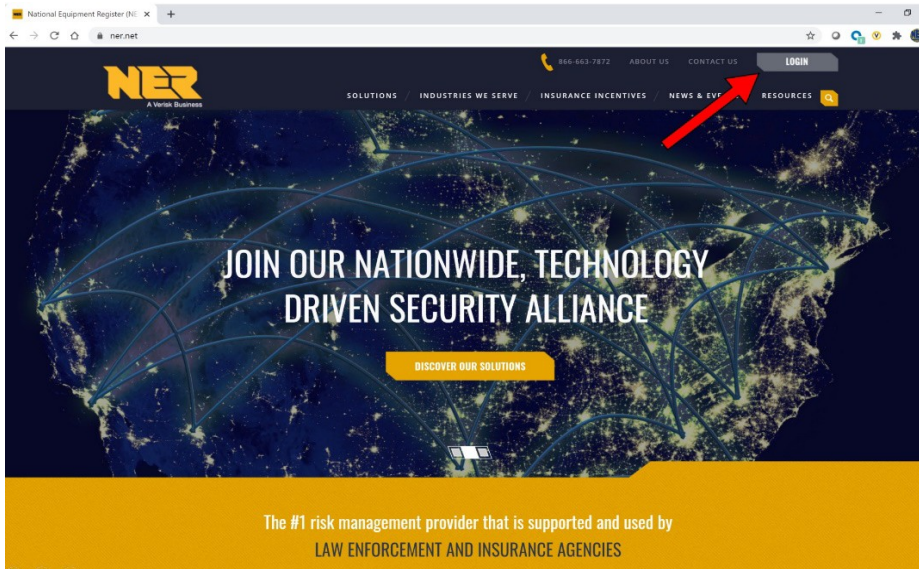 National Equipment Register (NE
ner.net
866-663-7872 ABOUT US CONTACT US LOGIN
NER
A Verisk Business
SOLUTIONS / INDUSTRIES WE SERVE / INSURANCE INCENTIVES / NEWS & EVE RESOURCES
JOIN OUR NATIONWIDE, TECHNOLOGY
DRIVEN SECURITY ALLIANCE
DISCOVER OUR SOLUTIONS
The #1 risk management provider that is supported and used by
LAW ENFORCEMENT AND INSURANCE AGENCIES